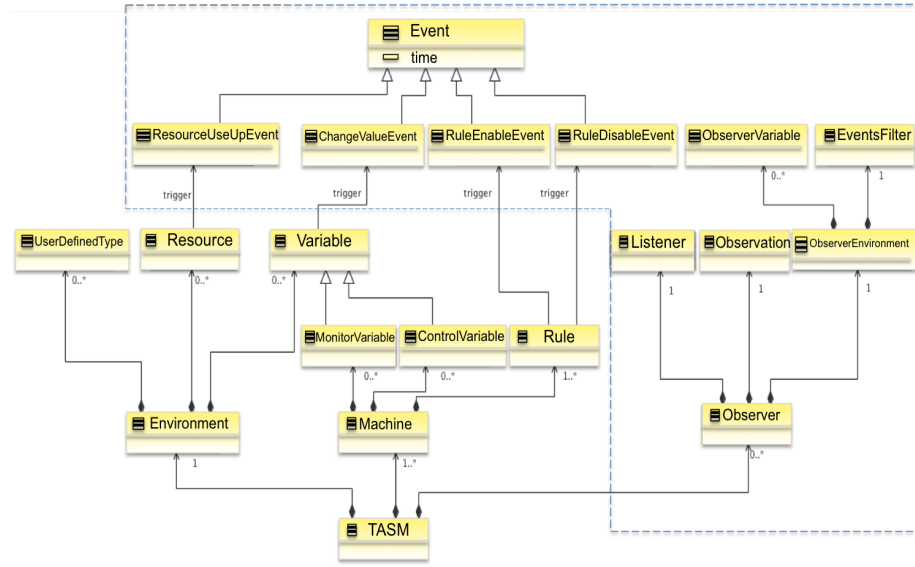 Event
time
ResourceUseUpEvent
ChangeValueEvent
RuleEnableEvent
RuleDisableEvent
ObserverVariable
EventsFilter
trigger
trigger
trigger
trigger
0..*
1
UserDefinedType
Resource
Variable
Listener
Observation
ObserverEnvironment
0..*
0..*
0..*
1
1
1
MonitorVariable
ControlVariable
Rule
0..*
0..*
1..*
Environment
Machine
Observer
1
1..*
0..*
TASM